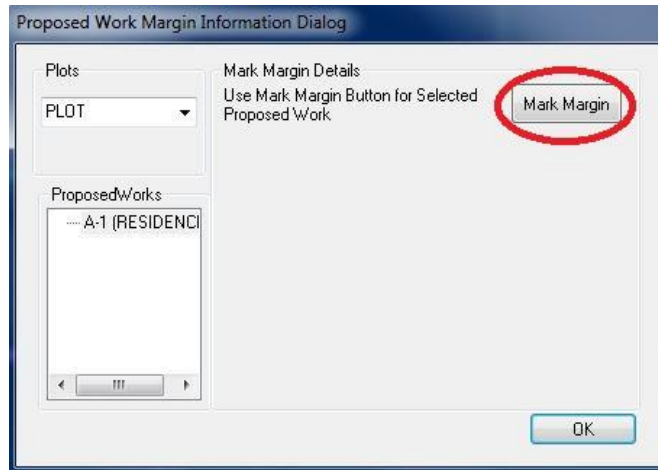 Proposed Work Margin Information Dialog
Plots
PLOT
ProposedWorks
A-1 (RESIDENCI
Mark Margin Details
Use Mark Margin Button for Selected
Proposed Work
Mark Margin
OK